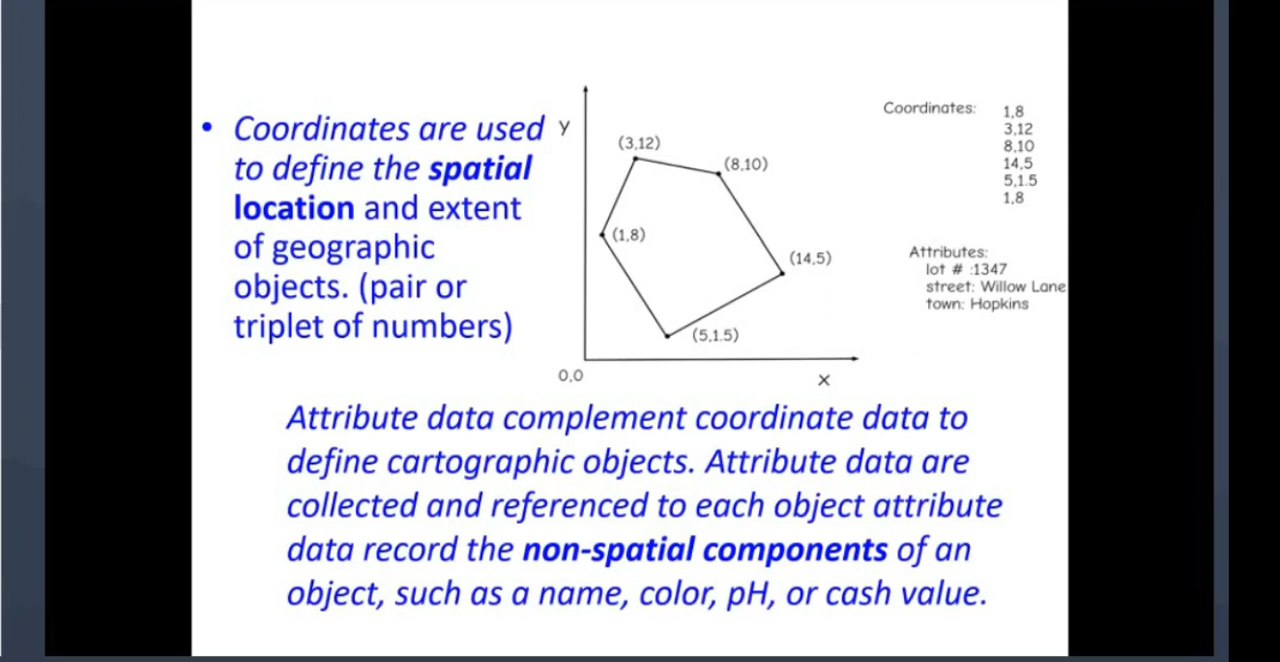 • Coordinates are used
to define the spatial
location and extent
of geographic
objects. (pair or
triplet of numbers)
Y
(3,12)
(8,10)
(1,8)
(14,5)
(5,1.5)
0,0
X
Coordinates: 1,8
3,12
8,10
14,5
5,1.5
1,8
Attributes:
lot # :1347
street: Willow Lane
town: Hopkins
Attribute data complement coordinate data to
define cartographic objects. Attribute data are
collected and referenced to each object attribute
data record the non-spatial components of an
object, such as a name, color, pH, or cash value.